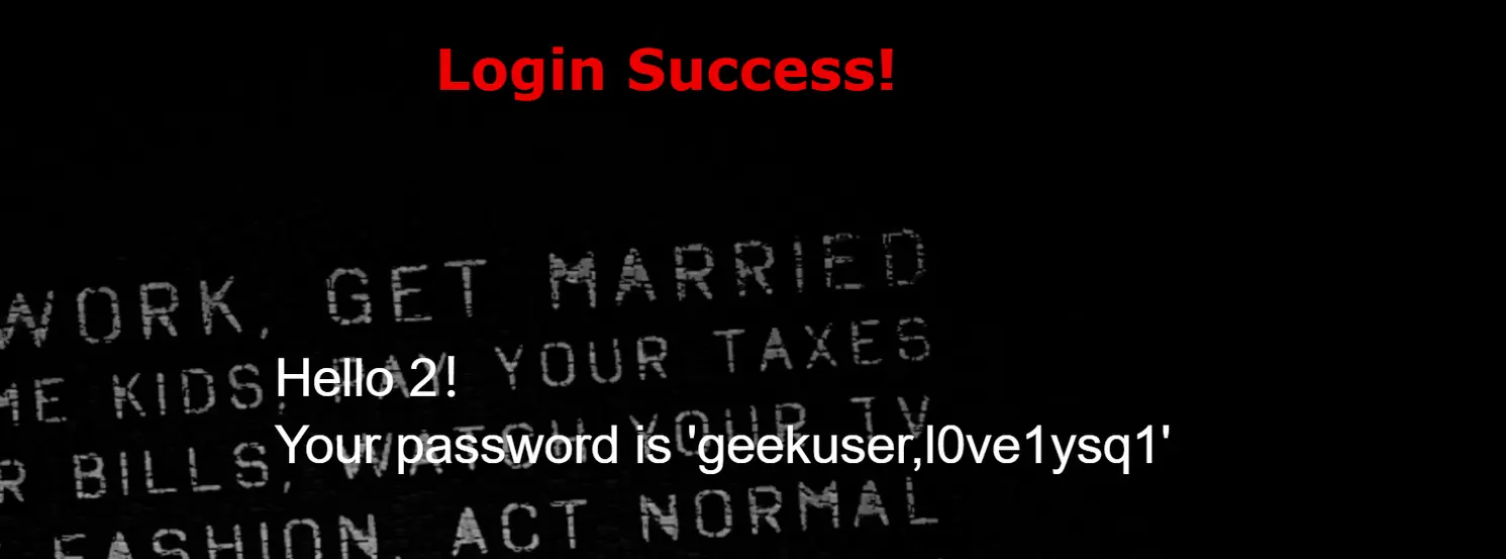 Login Success!
WORK, GET MARRIED
ME KIDS, PAY YOUR TAXES
Hello 2!
R BILLS, WATCH YOUR TV
Your password is 'geekuser,l0ve1ysq1'
FASHION, ACT NORMAL